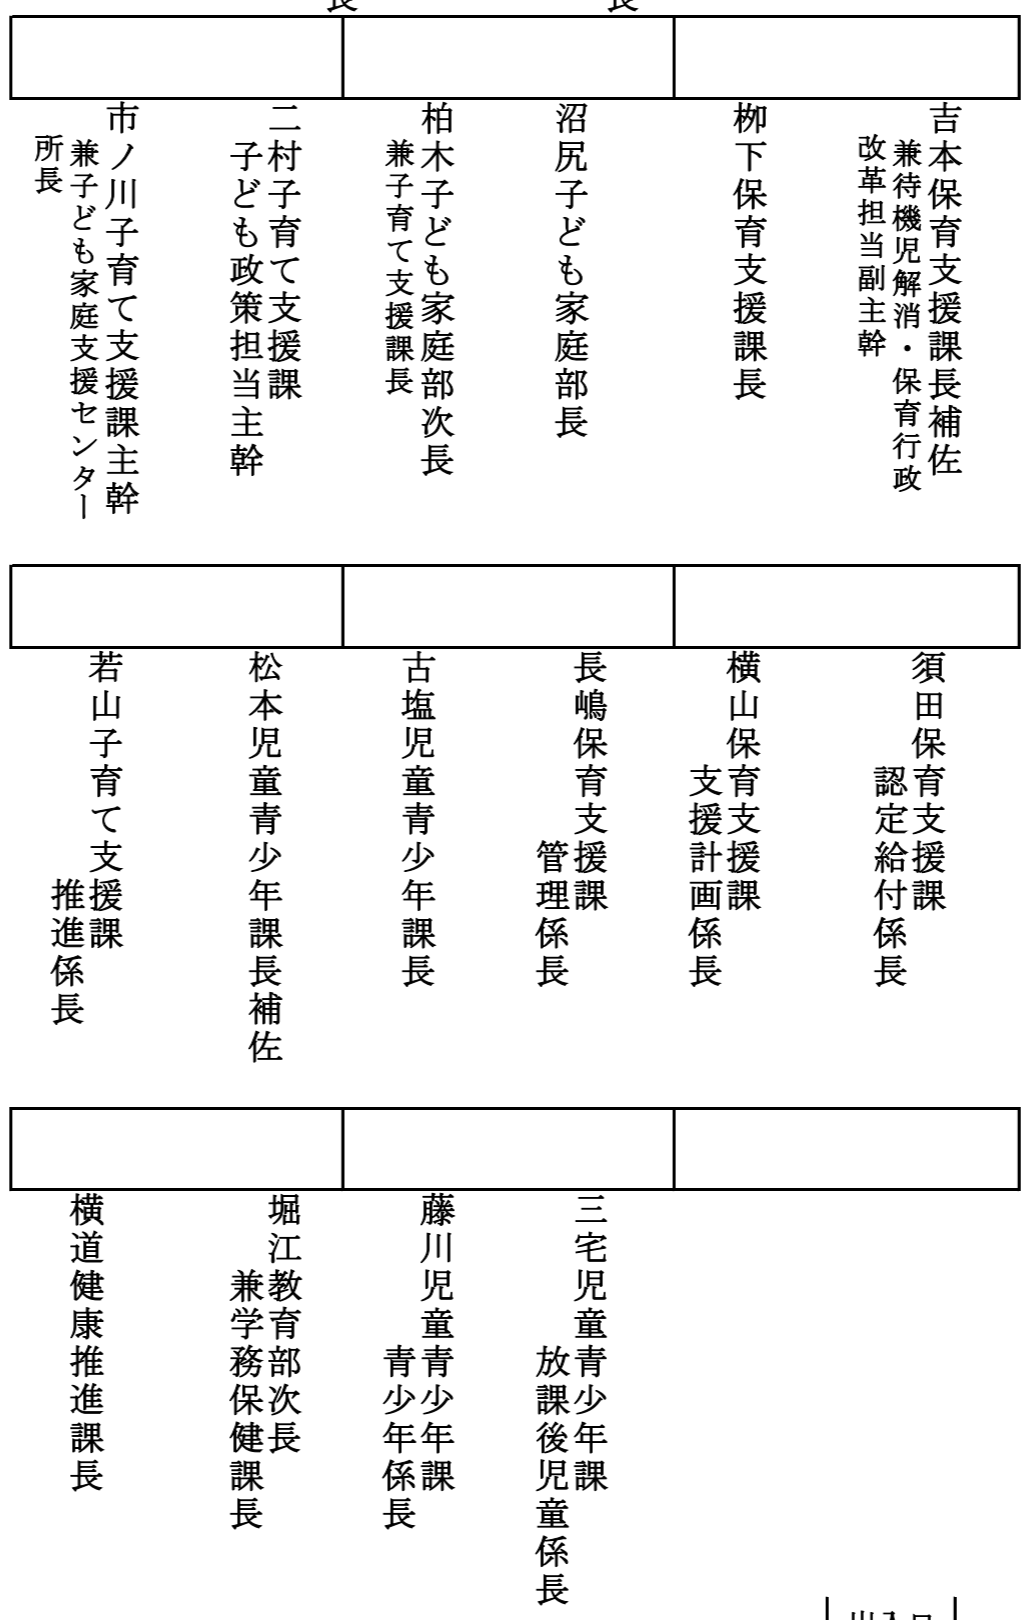 長
長
吉本保育支援課長補佐
兼待機児解消・保育行政
改革担当副主幹
栁下保育支援課長
沼尻子ども家庭部長
柏木子ども家庭部次長
兼子育て支援課長
二村子育て支援課
子ども政策担当主幹
市ノ川子育て支援課主幹
兼子ども家庭支援センター
所長
須田保育支援課
認定給付係長
横山保育支援課
支援計画係長
長嶋保育支援課
管理係長
古塩児童青少年課長
松本児童青少年課長補佐
若山子育て支援課
推進係長
三宅児童青少年課
放課後児童係長
藤川児童青少年課
青少年係長
堀江教育部次長
兼学務保健課長
横道健康推進課長
出入口